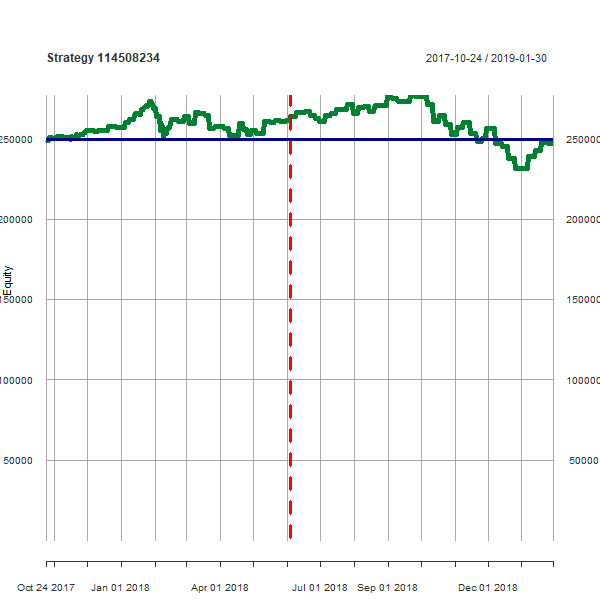 Strategy 114508234
2017-10-24 / 2019-01-30
250000
250000
200000
200000
Equity
150000
150000
100000
100000
50000
50000
Oct 24 2017
Jan 01 2018
Apr 01 2018
Jul 01 2018
Sep 01 2018
Dec 01 2018